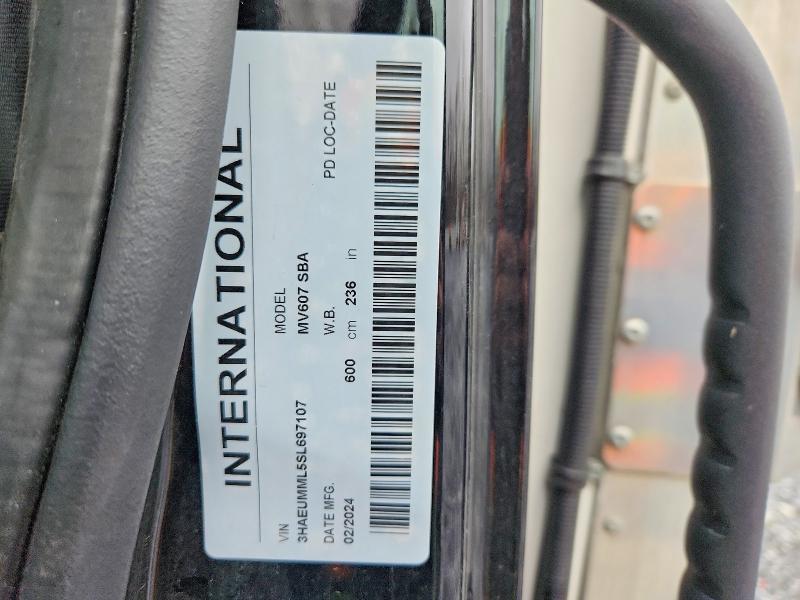 INTERNATIONAL
VIN MODEL
3HAEUMML5SL697107 MV607 SBA
DATE MFG. W.B. PD LOC-DATE
02/2024 600 cm 236 in